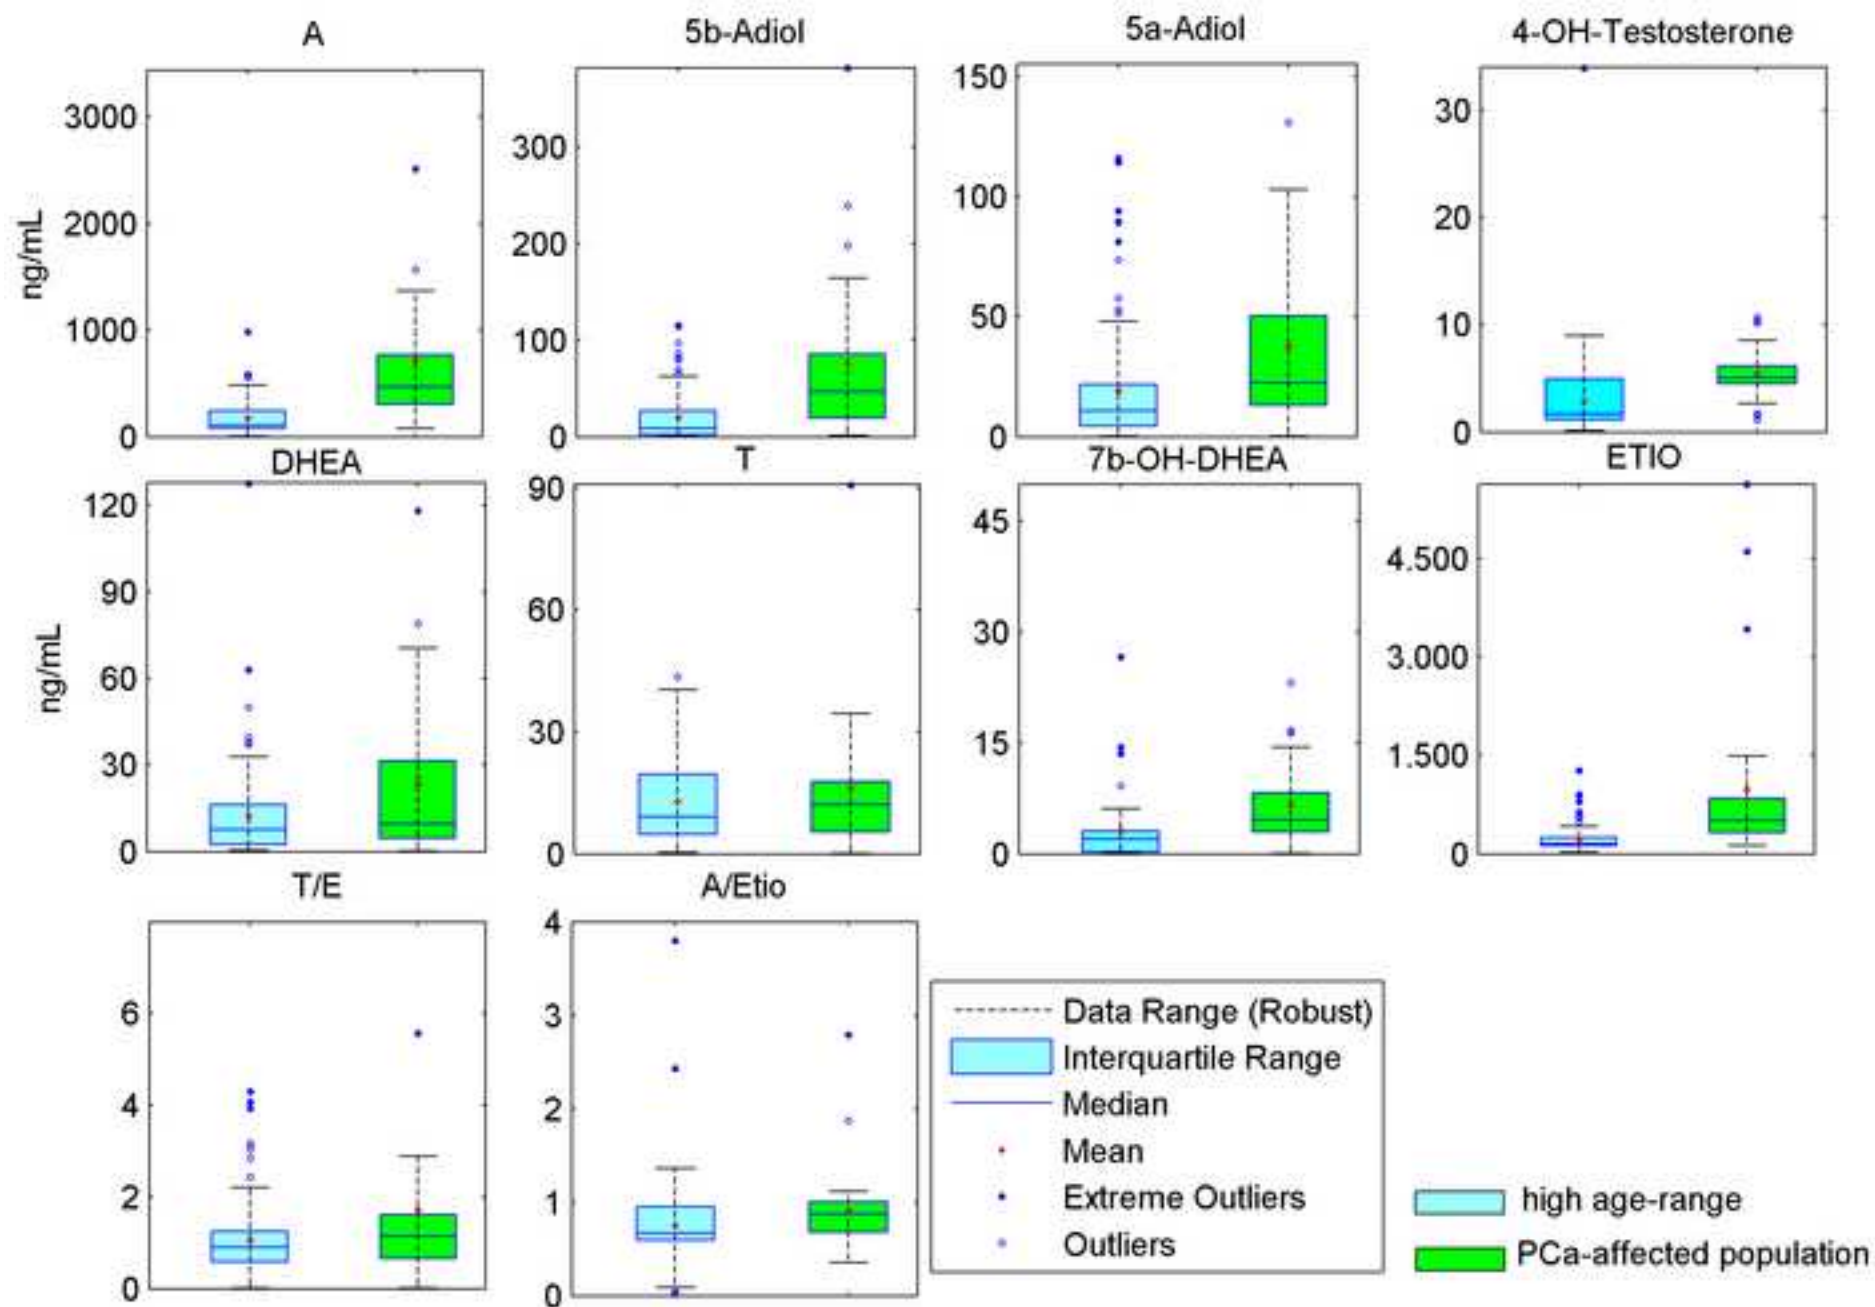 A
5b-Adiol
5a-Adiol
4-OH-Testosterone
ng/mL
3000
2000
1000
0
300
200
100
0
150
100
50
0
30
20
10
0
DHEA
T
7b-OH-DHEA
ETIO
ng/mL
120
90
60
30
0
90
60
30
0
45
30
15
0
4.500
3.000
1.500
0
T/E
A/Etio
6
4
2
0
4
3
2
1
0
Data Range (Robust)
Interquartile Range
Median
Mean
Extreme Outliers
Outliers
high age-range
PCa-affected population